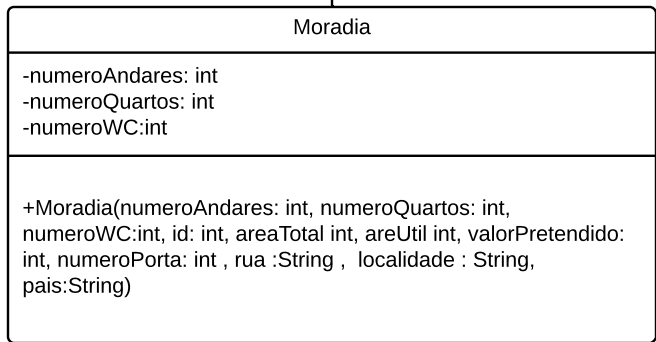 Moradia
-numeroAndares: int
-numeroQuartos: int
-numeroWC:int
+Moradia(numeroAndares: int, numeroQuartos: int,
numeroWC:int, id: int, areaTotal int, areUtil int, valorPretendido:
int, numeroPorta: int , rua :String ,  localidade : String,
pais:String)